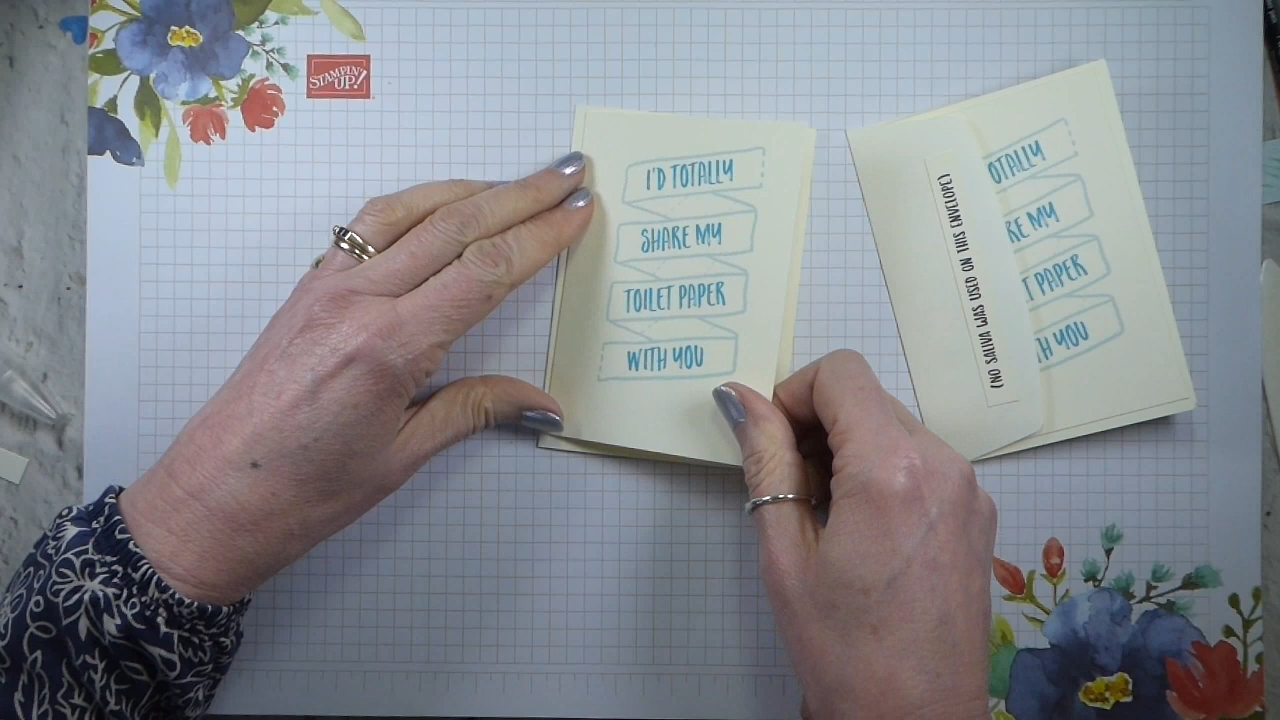 STAMPIN' UP!
I'D TOTALLY
SHARE MY
TOILET PAPER
WITH YOU
OTALLY
RE MY
T PAPER
H YOU
(NO SALIVA WAS USED ON THIS ENVELOPE)